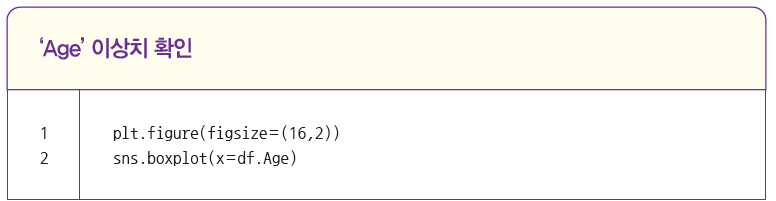 ‘Age’ 이상치 확인
1 plt.figure(figsize=(16,2))
2 sns.boxplot(x=df.Age)